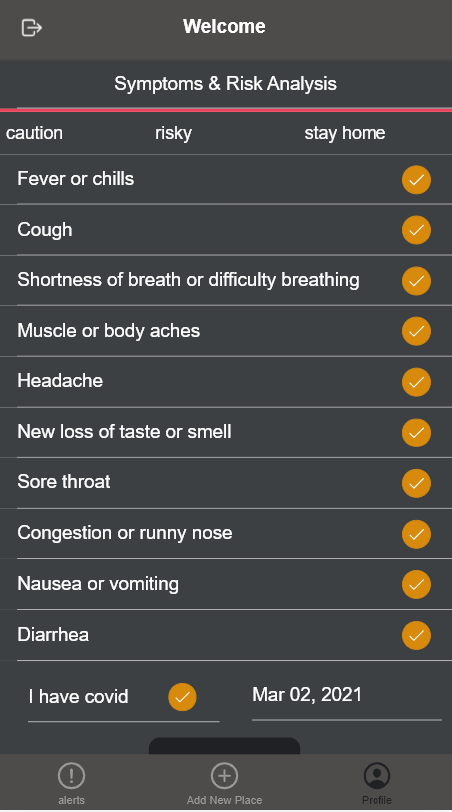 Welcome
Symptoms & Risk Analysis
caution risky stay home
Fever or chills
Cough
Shortness of breath or difficulty breathing
Muscle or body aches
Headache
New loss of taste or smell
Sore throat
Congestion or runny nose
Nausea or vomiting
Diarrhea
I have covid Mar 02, 2021
alerts Add New Place Profile